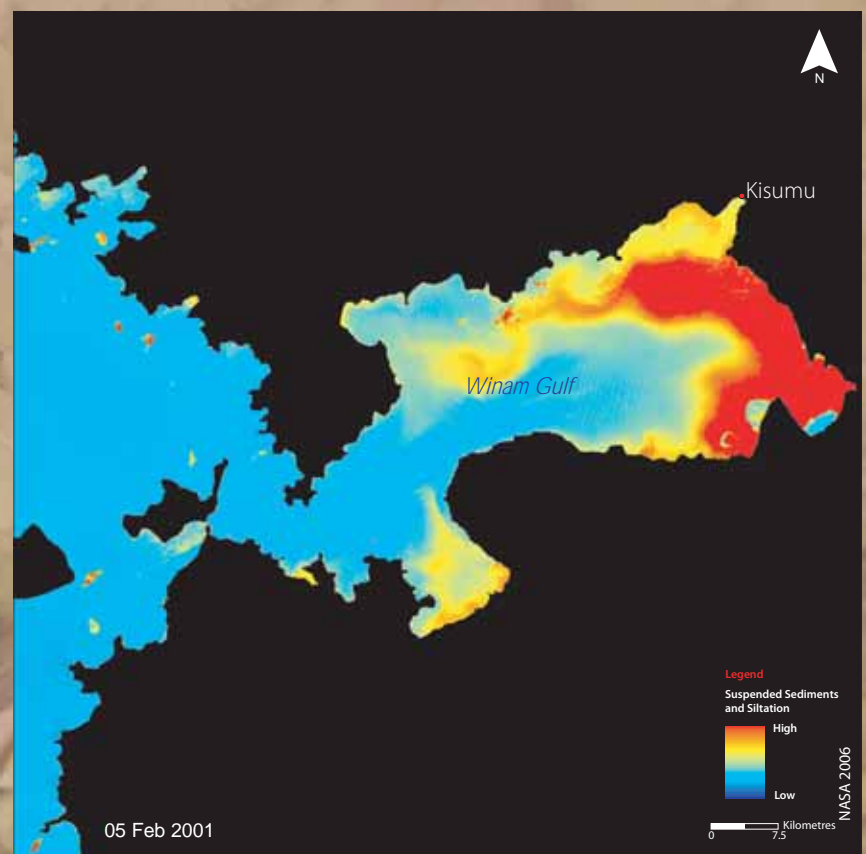 N
Kisumu
Winam Gulf
Legend
Suspended Sediments
and Siltation
High
Low
NASA 2006
Kilometres
0 7.5
05 Feb 2001